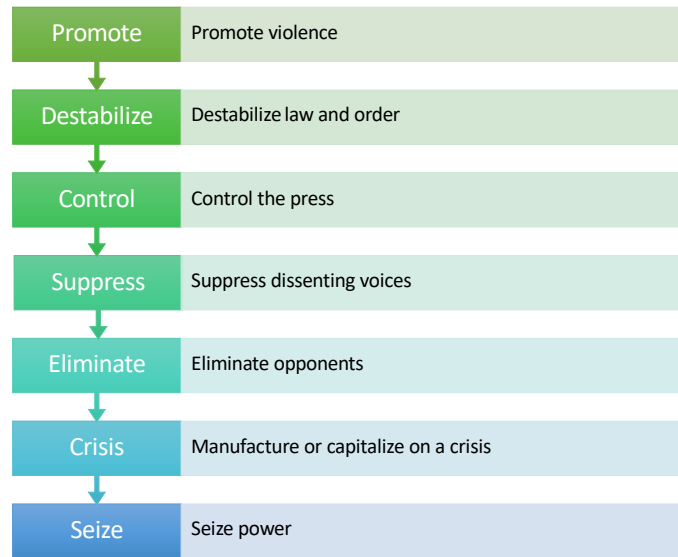 Promote Promote violence
Destabilize Destabilize law and order
Control Control the press
Suppress Suppress dissenting voices
Eliminate Eliminate opponents
Crisis Manufacture or capitalize on a crisis
Seize Seize power